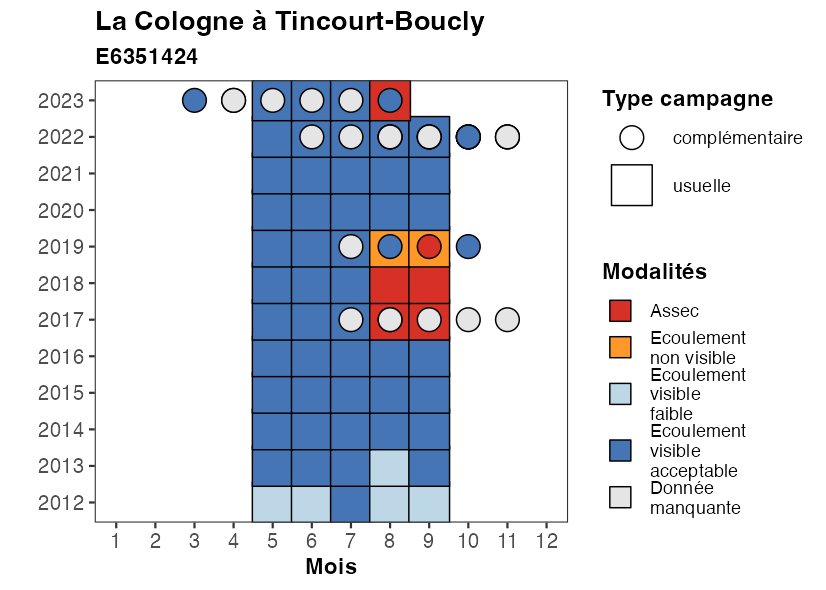 La Cologne à Tincourt-Boucly
E6351424
2023
2022
2021
2020
2019
2018
2017
2016
2015
2014
2013
2012
1 2 3 4 5 6 7 8 9 10 11 12
Mois
Type campagne
complémentaire
usuelle
Modalités
Assec
Ecoulement
non visible
Ecoulement
visible
faible
Ecoulement
visible
acceptable
Donnée
manquante